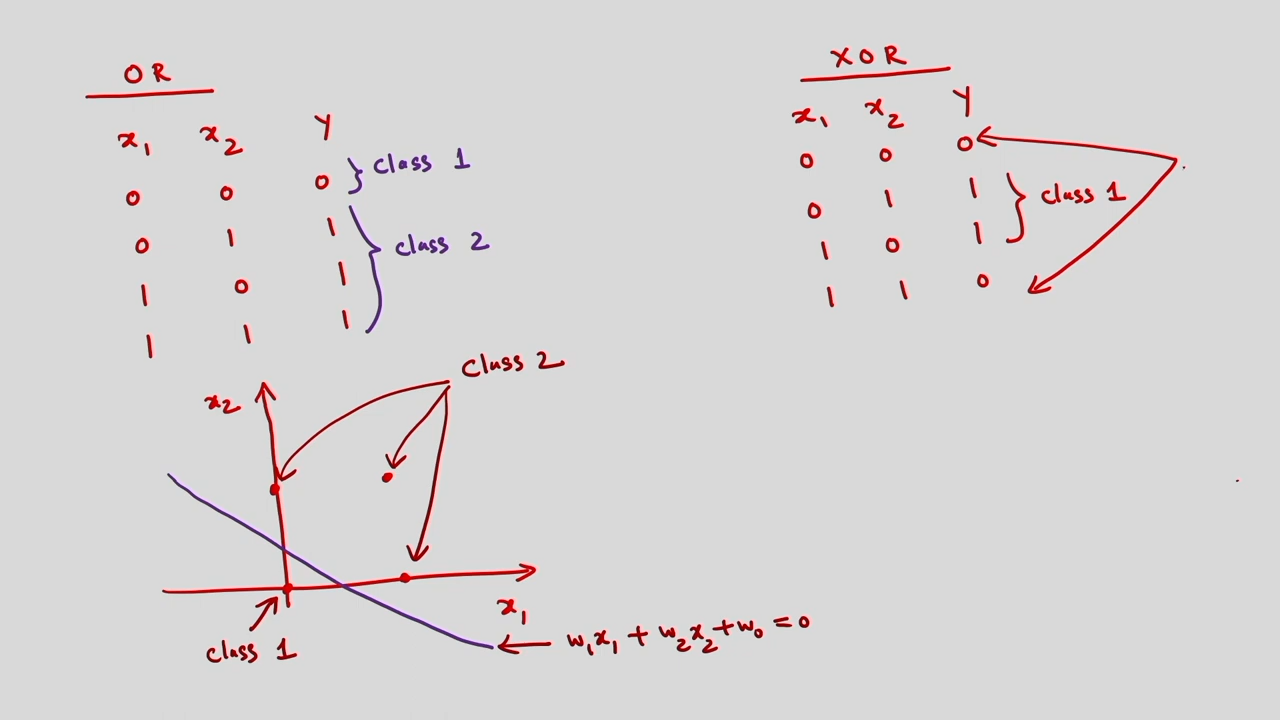 OR
x₁ x₂ Y
0 0 0 } class 1
0 1 1
1 0 1
1 1 1
} class 2
XOR
x₁ x₂ Y
0 0 0
0 1 1
1 0 1
} class 1
1 1 0
class 2
x₂
x₁
class 1
w₁x₁ + w₂x₂ + w₀ = 0